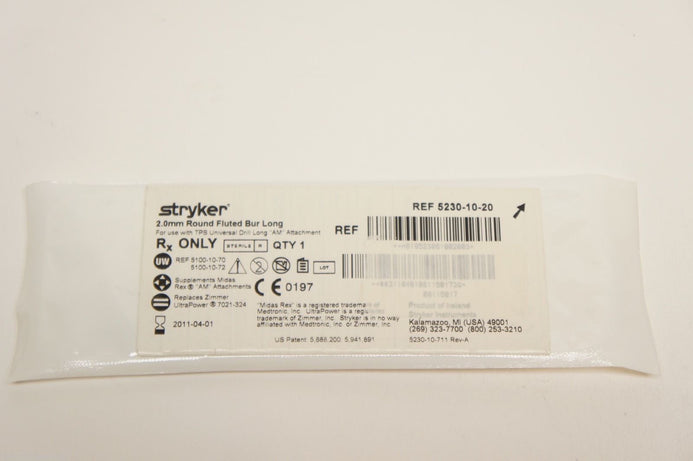 stryker®
REF 5230-10-20
2.0mm Round Fluted Bur Long
For use with TPS Universal Drill Long "AM" Attachment
REF
Rx ONLY STERILE R QTY 1
UW REF 5100-10-70
5100-10-72
LOT
Supplements Midas
Rex ® "AM" Attachments
CE 0197
Replaces Zimmer
UltraPower ® 7021-324
2011-04-01
"Midas Rex" is a registered trademark of
Medtronic, Inc. UltraPower is a registered
trademark of Zimmer, Inc. Stryker is in no way
affiliated with Medtronic, Inc. or Zimmer, Inc.
Product of Ireland
Stryker Instruments
Kalamazoo, MI (USA) 49001
(269) 323-7700 (800) 253-3210
US Patent: 5,888,200, 5,941,891
5230-10-711 Rev-A